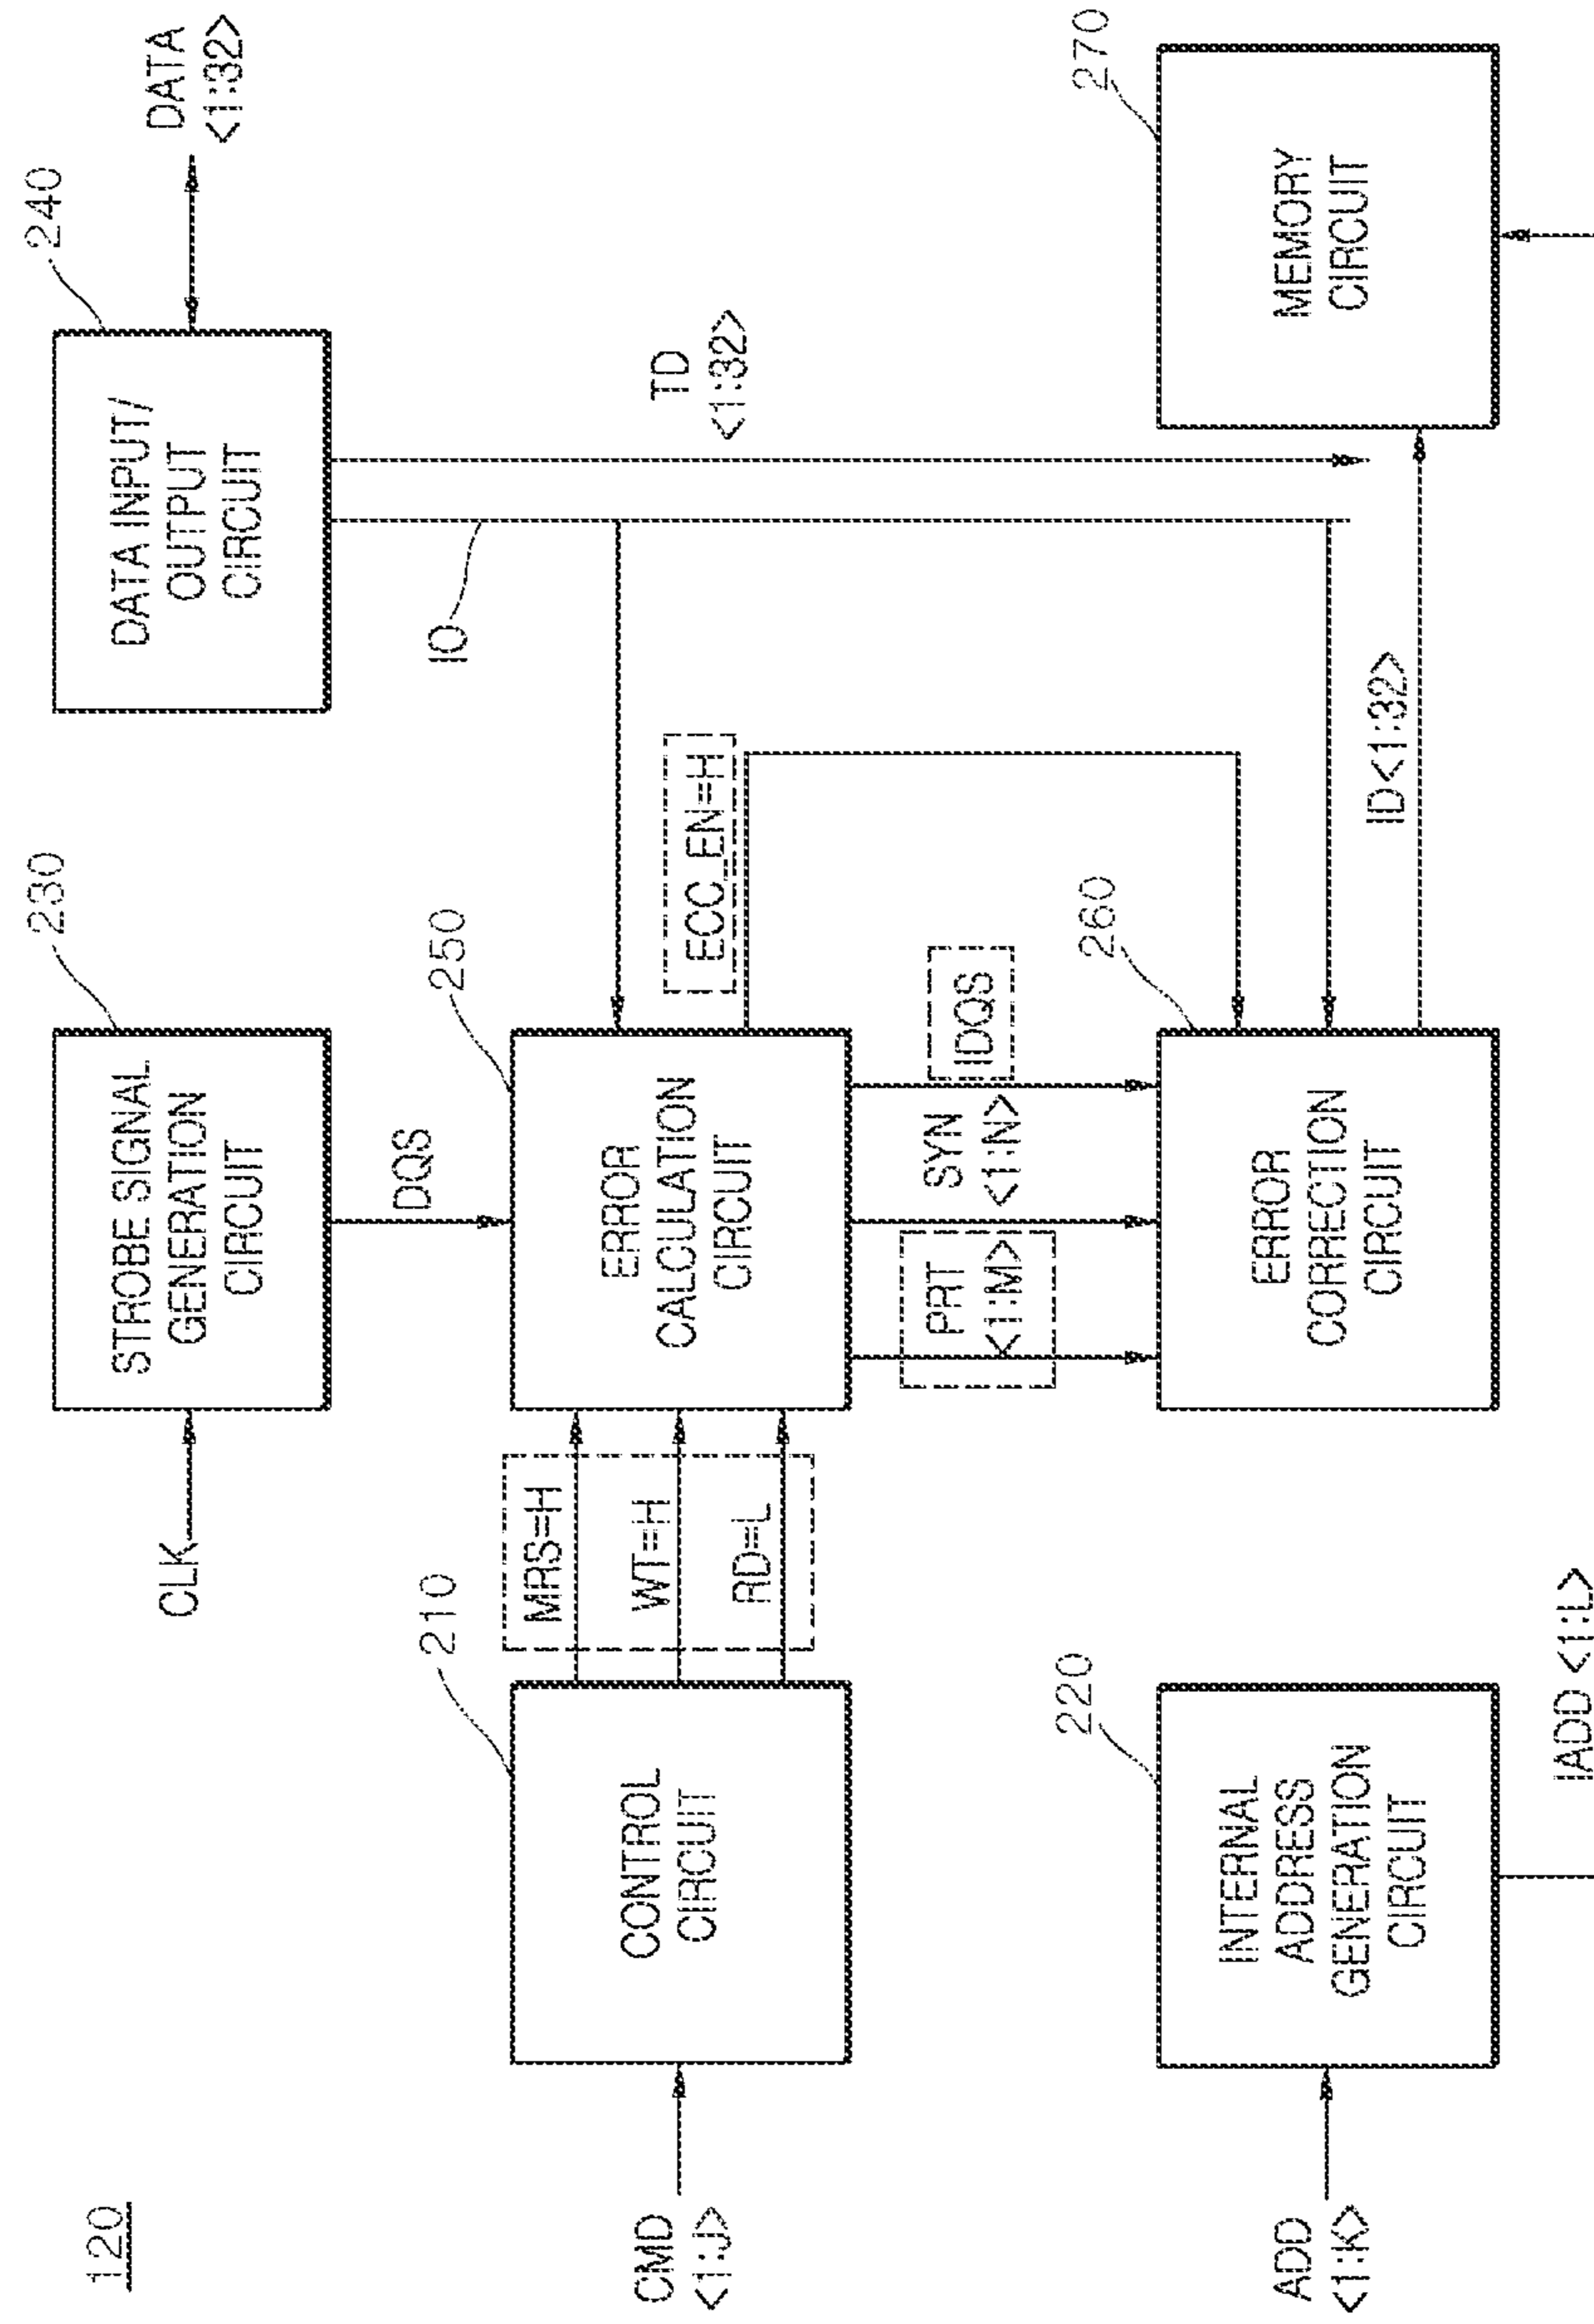 120
CLK
STROBE SIGNAL
GENERATION
CIRCUIT
230
DATA INPUT/
OUTPUT
CIRCUIT
240
DATA
<1:32>
DQS
IO
TD
<1:32>
CMD
<1:J>
CONTROL
CIRCUIT
210
MRS=H
WT=H
RD=L
ERROR
CALCULATION
CIRCUIT
250
ECC_EN=H
PRT
<1:M>
SYN
<1:N>
IDQS
ADD
<1:K>
INTERNAL
ADDRESS
GENERATION
CIRCUIT
220
ERROR
CORRECTION
CIRCUIT
260
ID<1:32>
MEMORY
CIRCUIT
270
IADD <1:L>